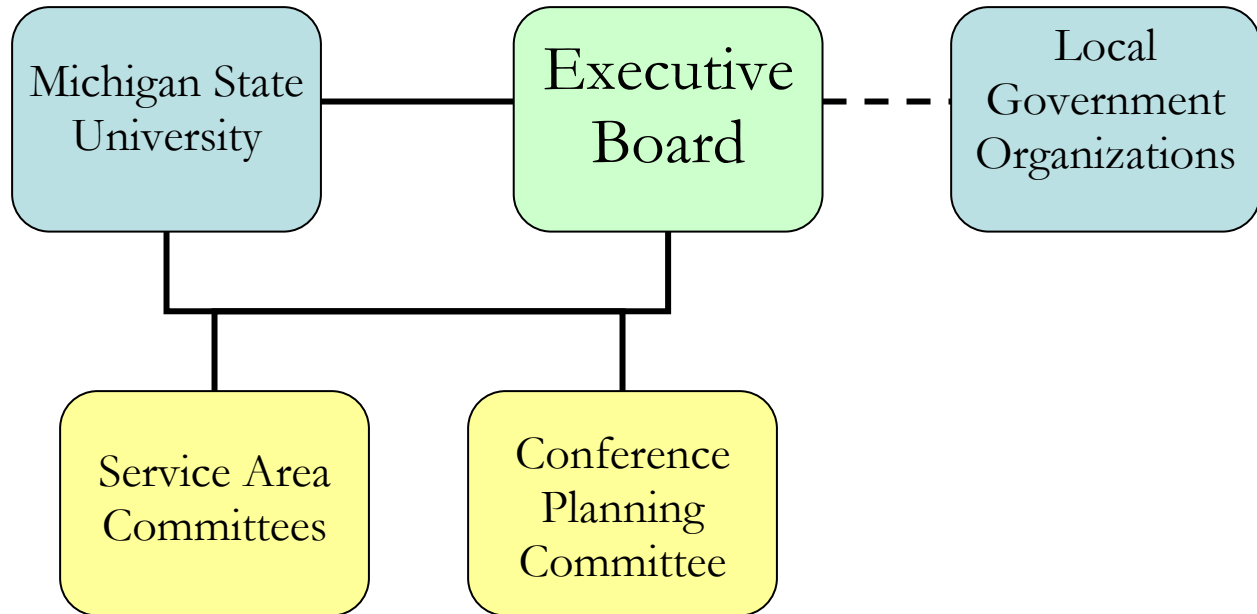 Michigan State
University
Executive
Board
Local
Government
Organizations
Service Area
Committees
Conference
Planning
Committee